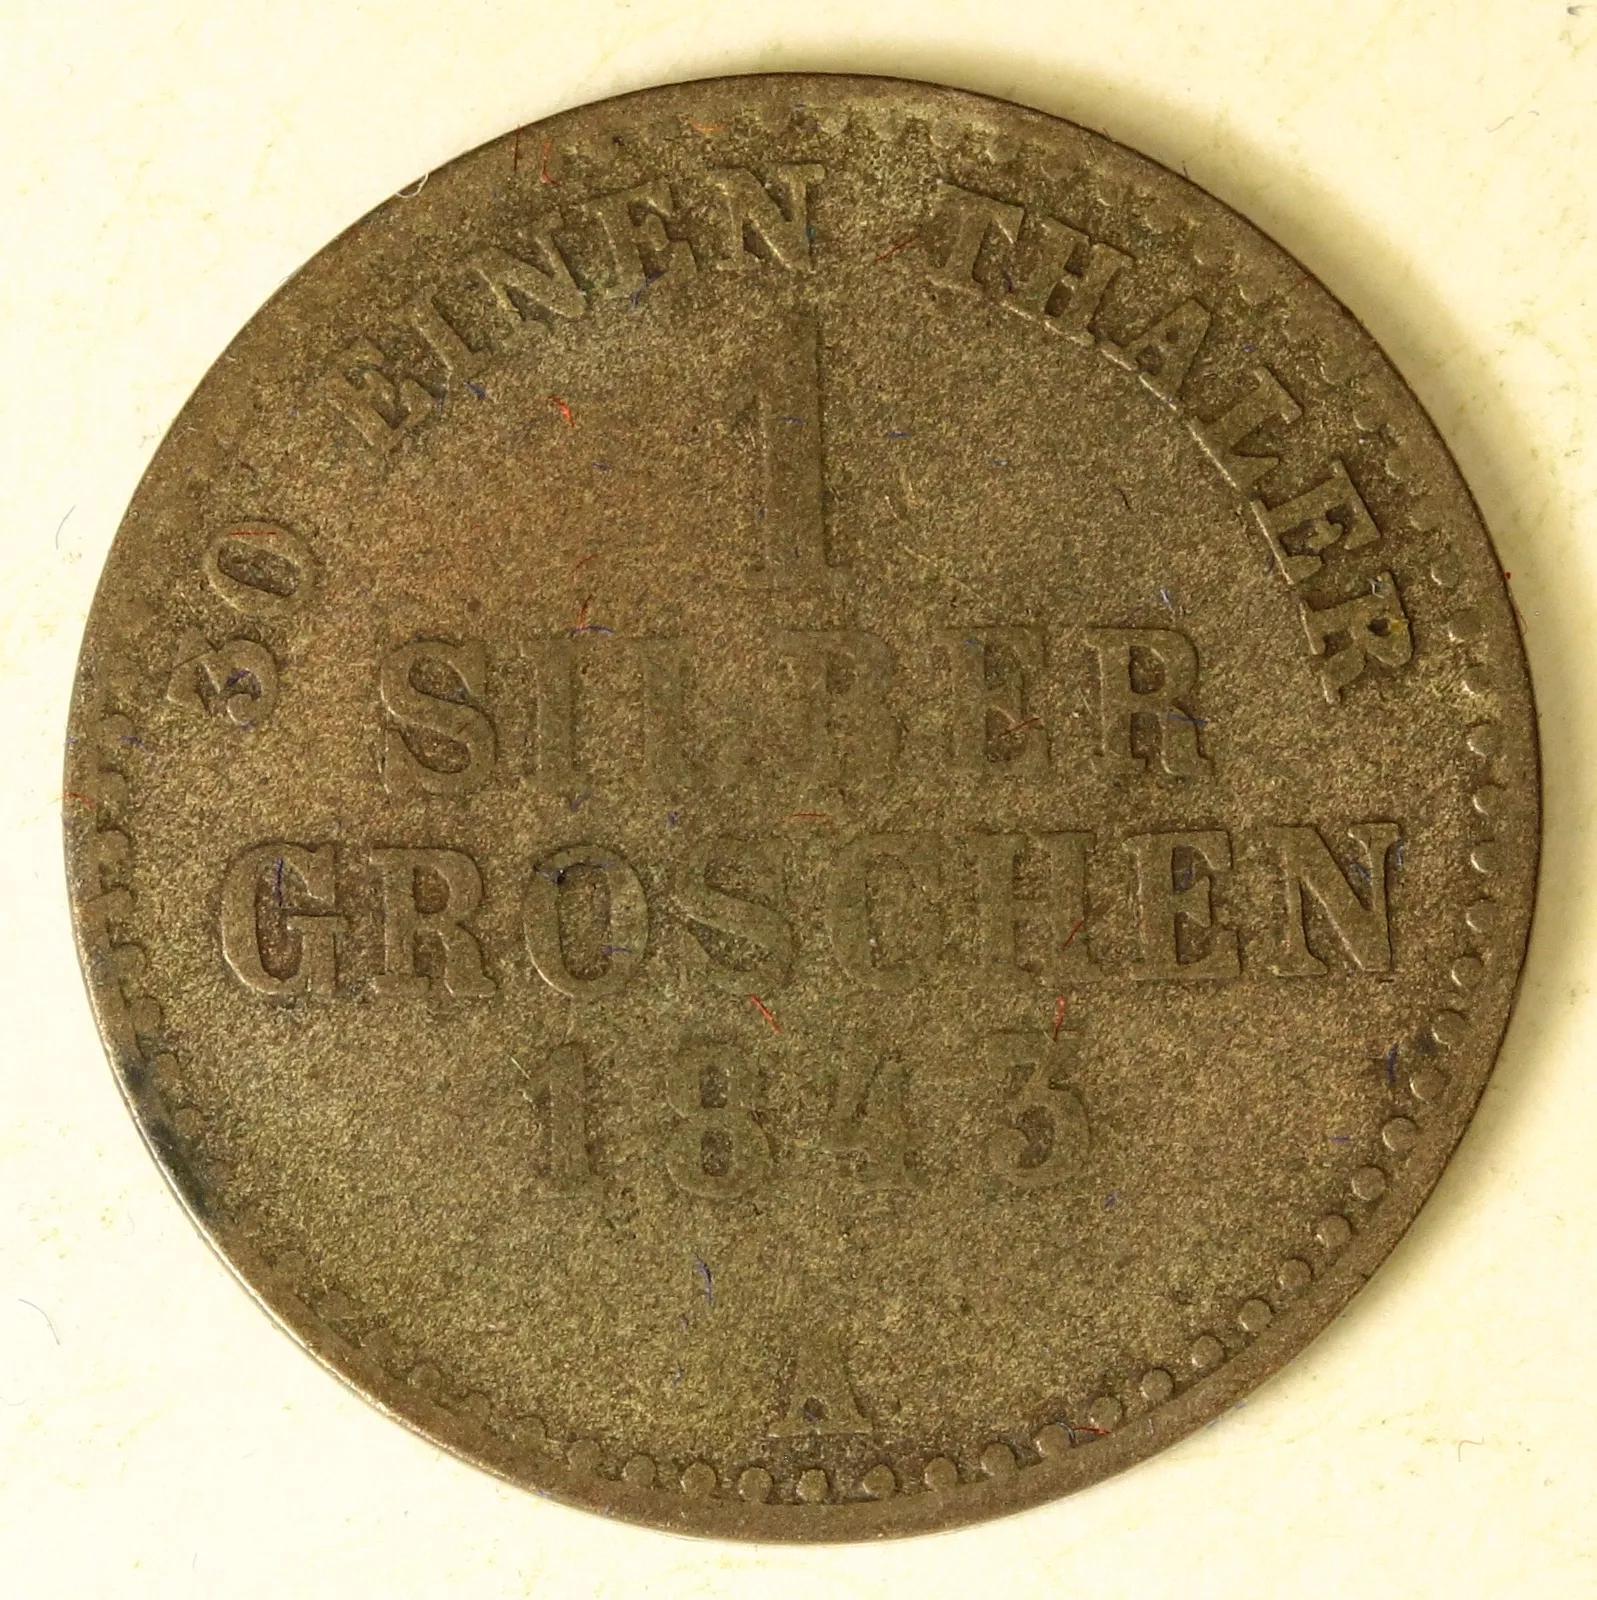 30 EINEN THALER
1
SILBER
GROSCHEN
1843
A